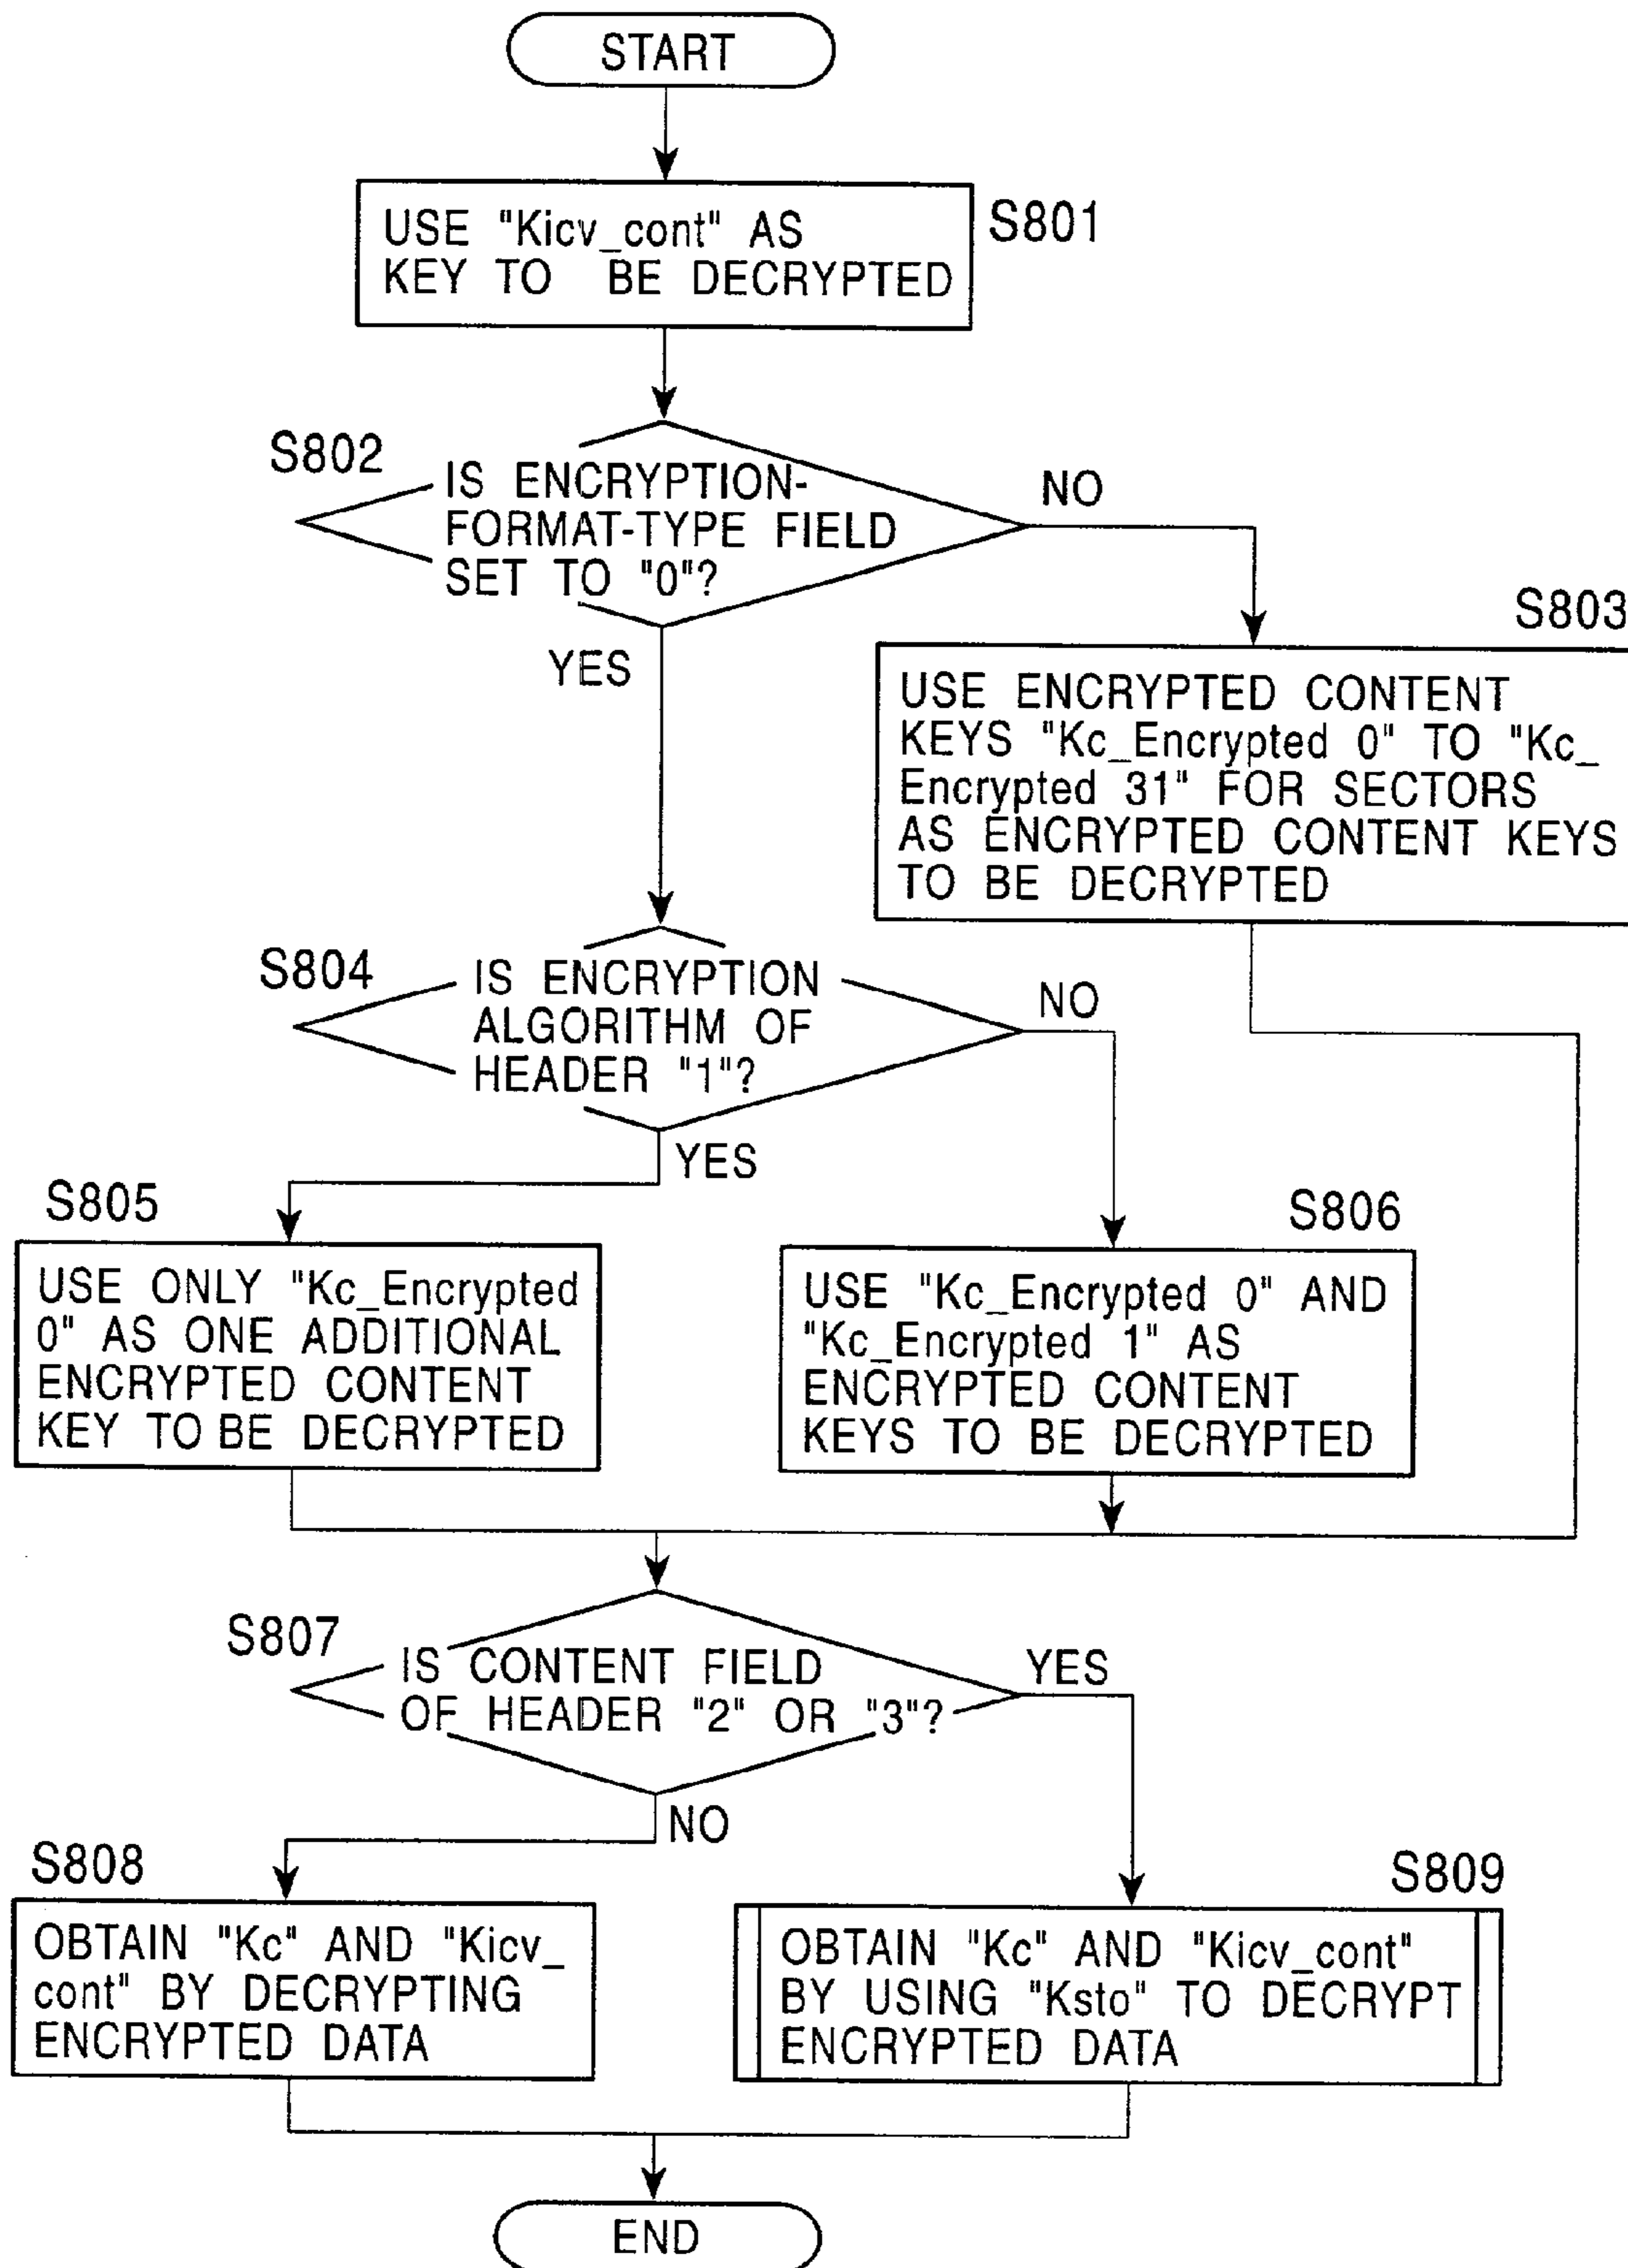 START
S801
USE "Kicv_cont" AS
KEY TO BE DECRYPTED
S802
IS ENCRYPTION-
FORMAT-TYPE FIELD
SET TO "0"?
NO
YES
S803
USE ENCRYPTED CONTENT
KEYS "Kc_Encrypted 0" TO "Kc_
Encrypted 31" FOR SECTORS
AS ENCRYPTED CONTENT KEYS
TO BE DECRYPTED
S804
IS ENCRYPTION
ALGORITHM OF
HEADER "1"?
NO
YES
S805
USE ONLY "Kc_Encrypted
0" AS ONE ADDITIONAL
ENCRYPTED CONTENT
KEY TO BE DECRYPTED
S806
USE "Kc_Encrypted 0" AND
"Kc_Encrypted 1" AS
ENCRYPTED CONTENT
KEYS TO BE DECRYPTED
S807
IS CONTENT FIELD
OF HEADER "2" OR "3"?
YES
NO
S808
OBTAIN "Kc" AND "Kicv_
cont" BY DECRYPTING
ENCRYPTED DATA
S809
OBTAIN "Kc" AND "Kicv_cont"
BY USING "Ksto" TO DECRYPT
ENCRYPTED DATA
END